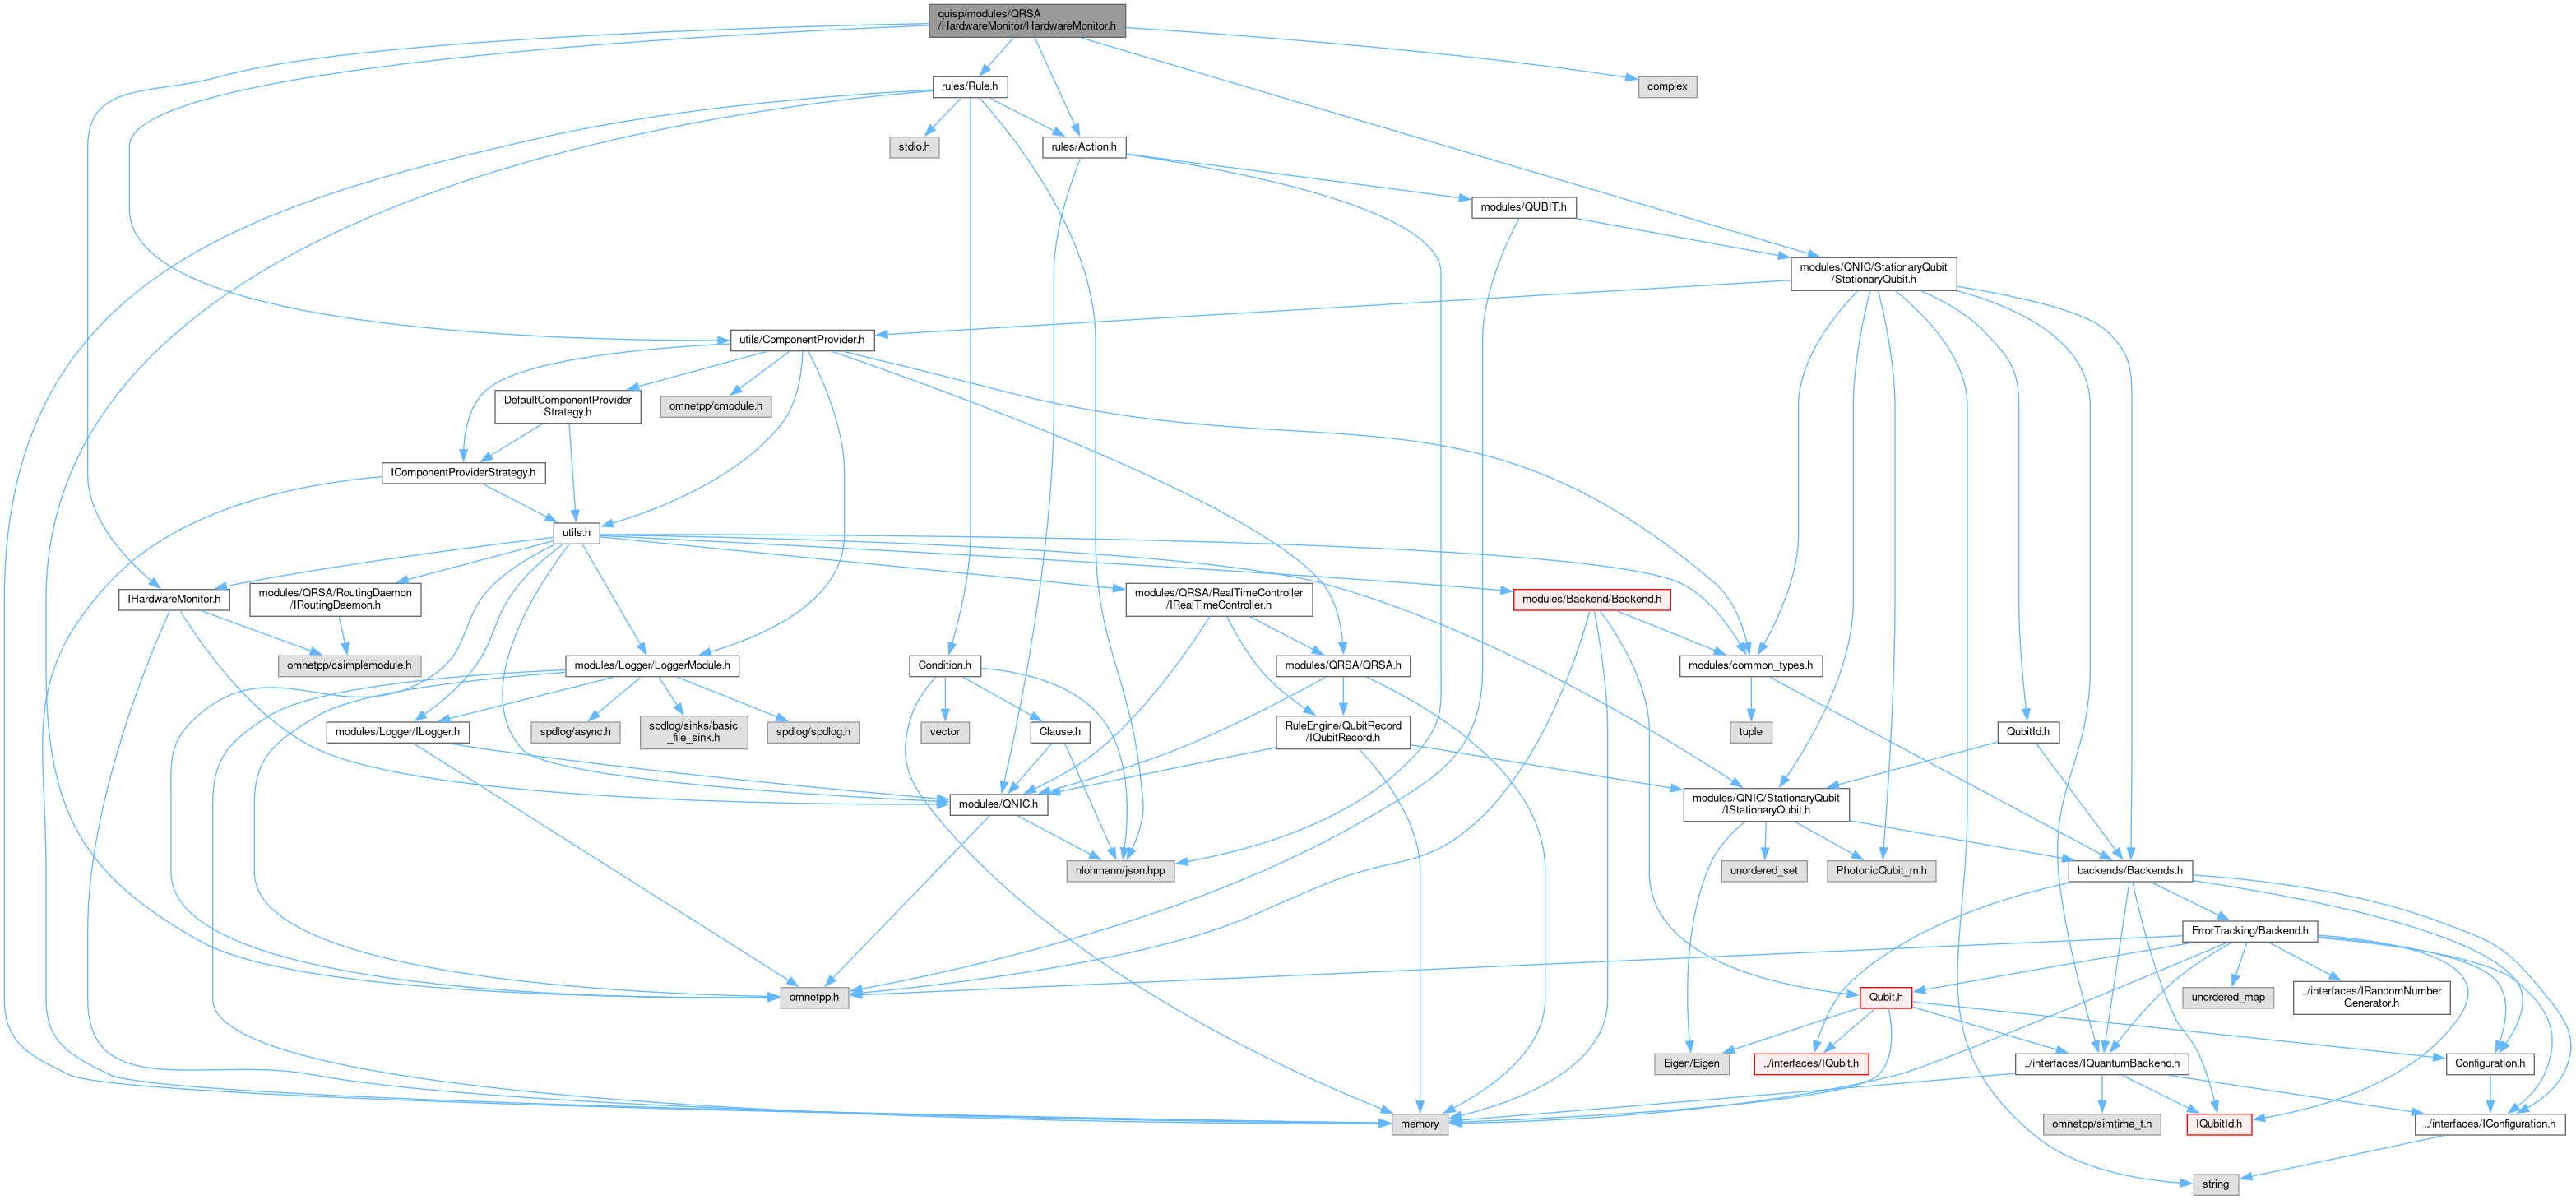 quisp/modules/QRSA
/HardwareMonitor/HardwareMonitor.h
rules/Rule.h
complex
stdio.h
rules/Action.h
modules/QUBIT.h
modules/QNIC/StationaryQubit
/StationaryQubit.h
utils/ComponentProvider.h
DefaultComponentProvider
Strategy.h
omnetpp/cmodule.h
IComponentProviderStrategy.h
utils.h
IHardwareMonitor.h
modules/QRSA/RoutingDaemon
/IRoutingDaemon.h
modules/QRSA/RealTimeController
/IRealTimeController.h
modules/Backend/Backend.h
omnetpp/csimplemodule.h
modules/Logger/LoggerModule.h
Condition.h
modules/QRSA/QRSA.h
modules/common_types.h
modules/Logger/ILogger.h
spdlog/async.h
spdlog/sinks/basic
_file_sink.h
spdlog/spdlog.h
vector
Clause.h
RuleEngine/QubitRecord
/IQubitRecord.h
tuple
QubitId.h
modules/QNIC.h
modules/QNIC/StationaryQubit
/IStationaryQubit.h
nlohmann/json.hpp
unordered_set
PhotonicQubit_m.h
backends/Backends.h
ErrorTracking/Backend.h
omnetpp.h
Qubit.h
unordered_map
../interfaces/IRandomNumber
Generator.h
Eigen/Eigen
../interfaces/IQubit.h
../interfaces/IQuantumBackend.h
Configuration.h
memory
omnetpp/simtime_t.h
IQubitId.h
../interfaces/IConfiguration.h
string